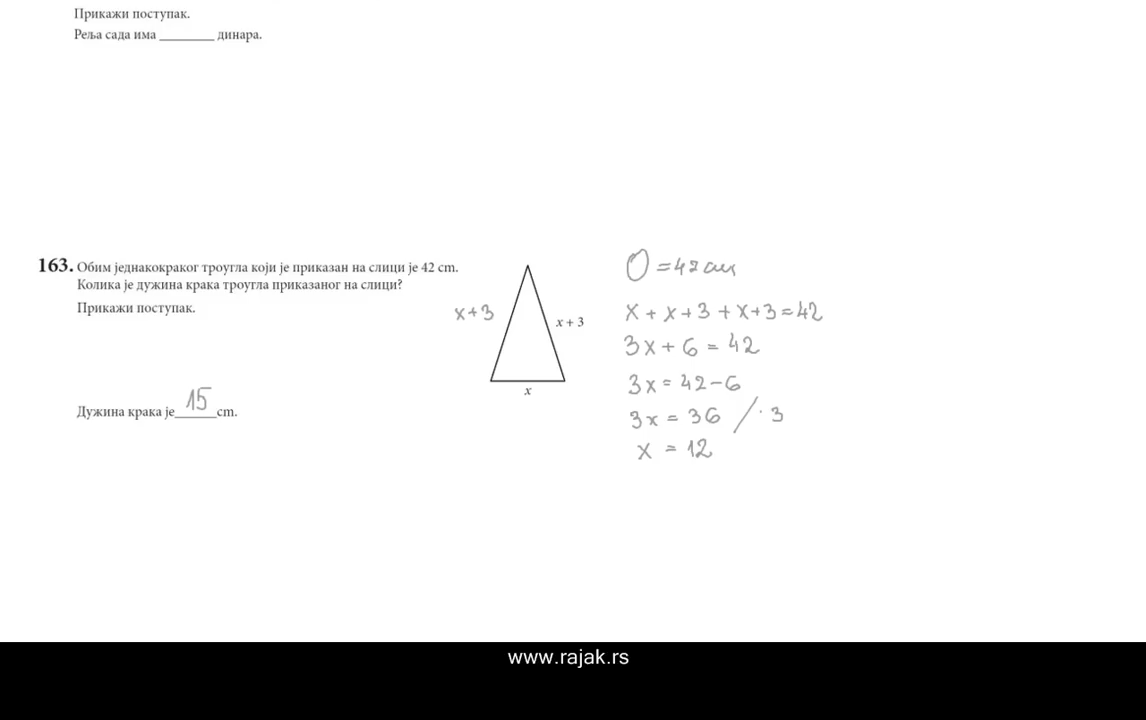 Прикажи поступак.
Реља сада има ________ динара.
163. Обим једнакокраког троугла који је приказан на слици је 42 cm.
Колика је дужина крака троугла приказаног на слици?
Прикажи поступак.
Дужина крака је 15 cm.
x+3
x + 3
x
O = 42 cm
x + x + 3 + x + 3 = 42
3x + 6 = 42
3x = 42 - 6
3x = 36 / · 3
x = 12
www.rajak.rs